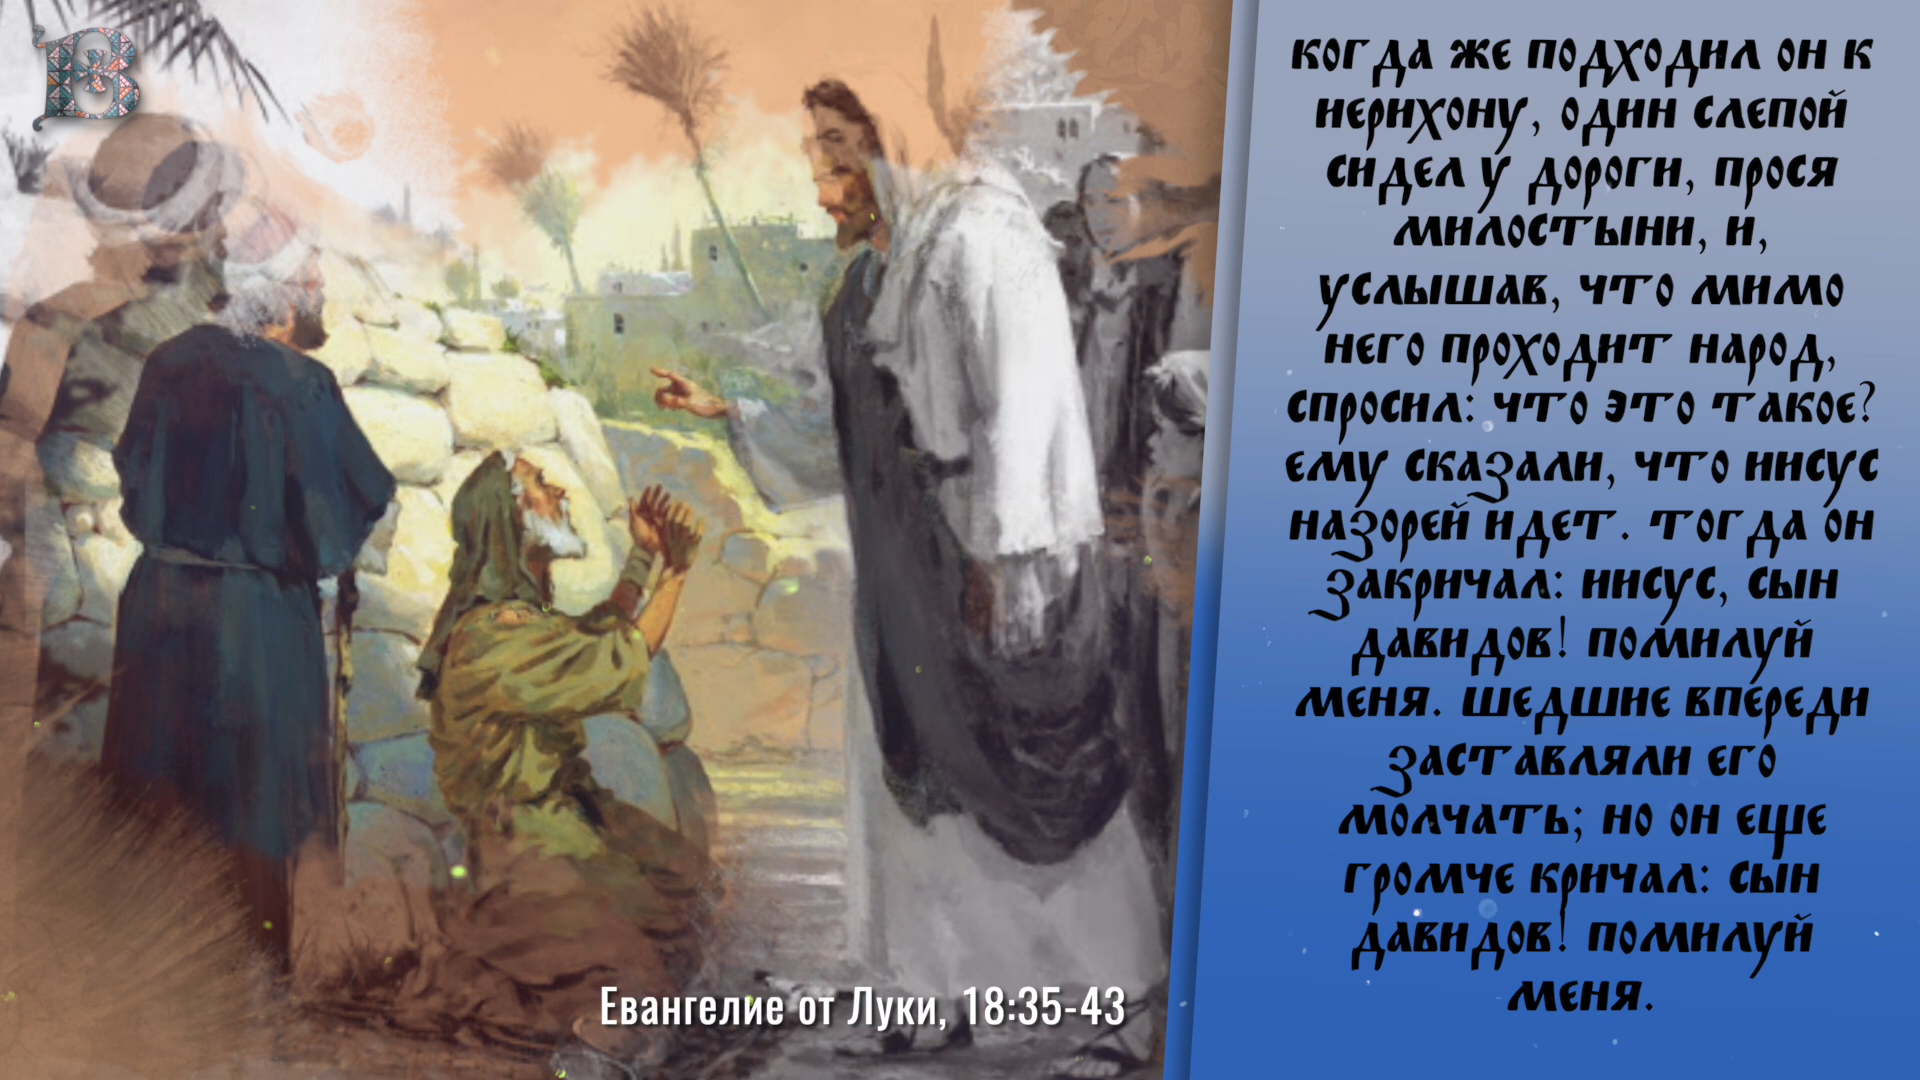 В
когда же подходил он к
иерихону, один слепой
сидел у дороги, прося
милостыни, и,
услышав, что мимо
него проходит народ,
спросил: что это такое?
ему сказали, что иисус
назорей идет. тогда он
закричал: иисус, сын
давидов! помилуй
меня. шедшие впереди
заставляли его
молчать; но он еще
громче кричал: сын
давидов! помилуй
меня.
Евангелие от Луки, 18:35-43